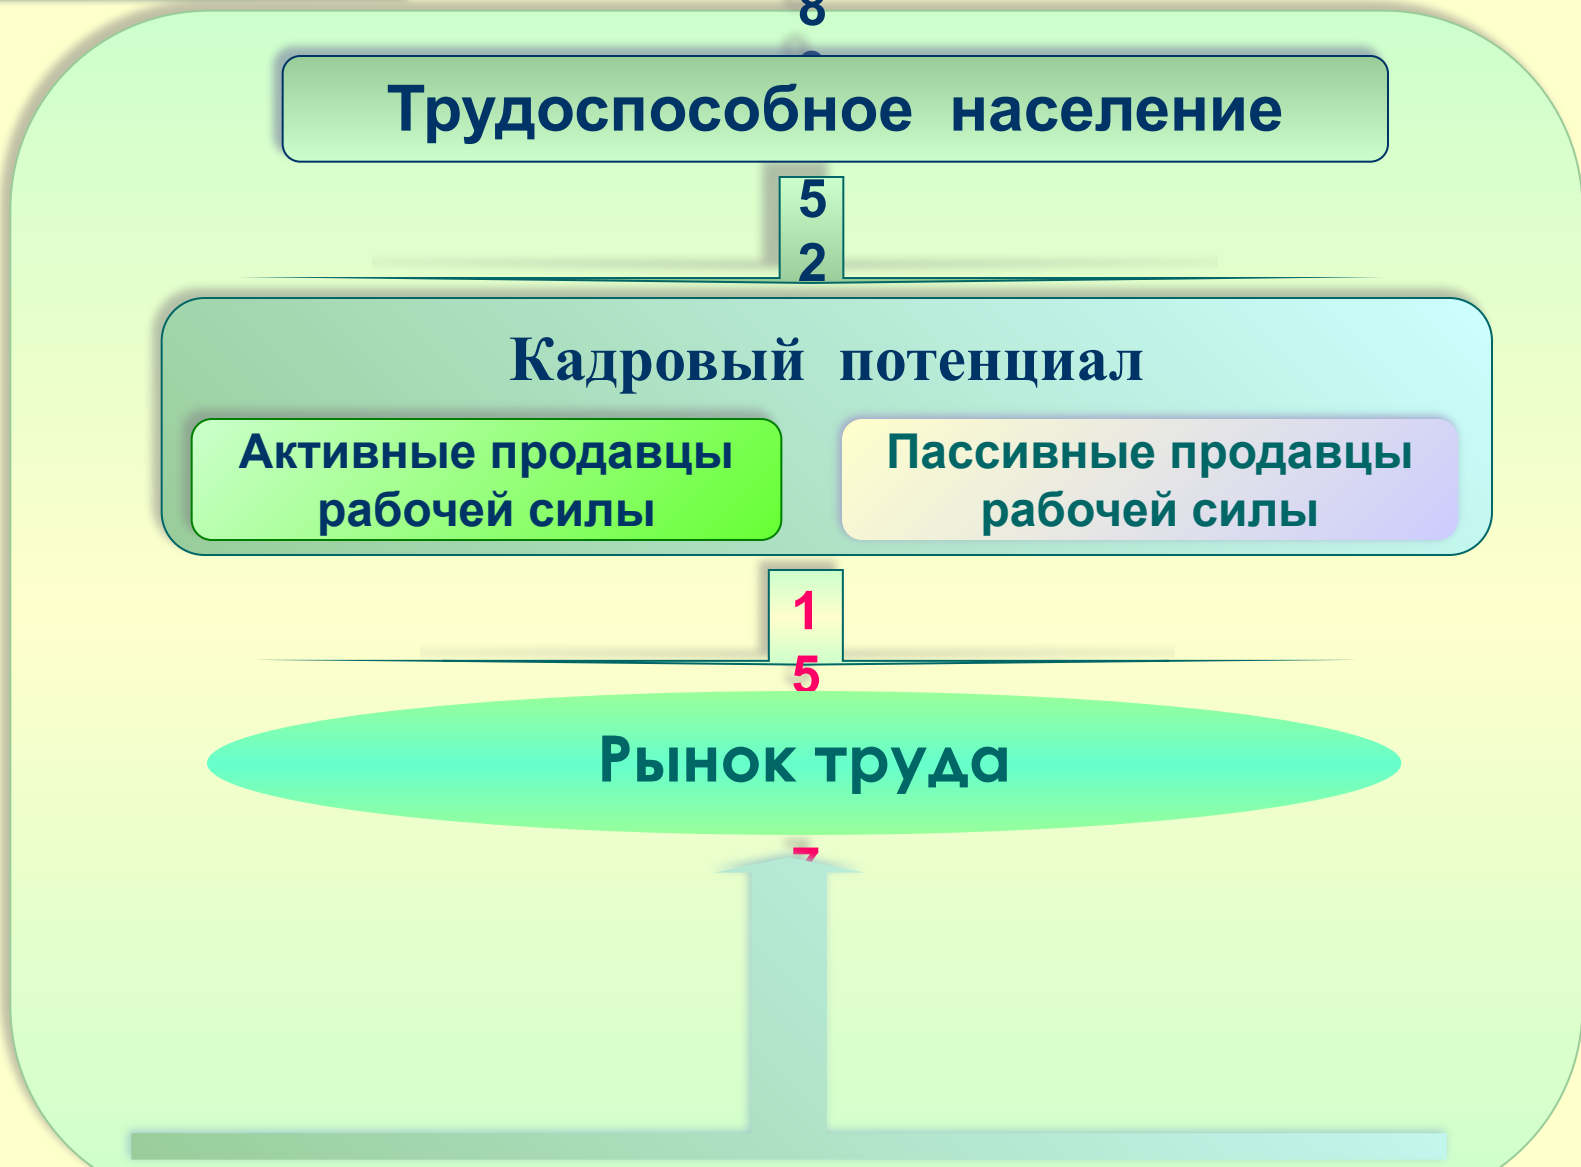 8
Трудоспособное население
5
2
Кадровый потенциал
Активные продавцы
рабочей силы
Пассивные продавцы
рабочей силы
1
5
Рынок труда
7